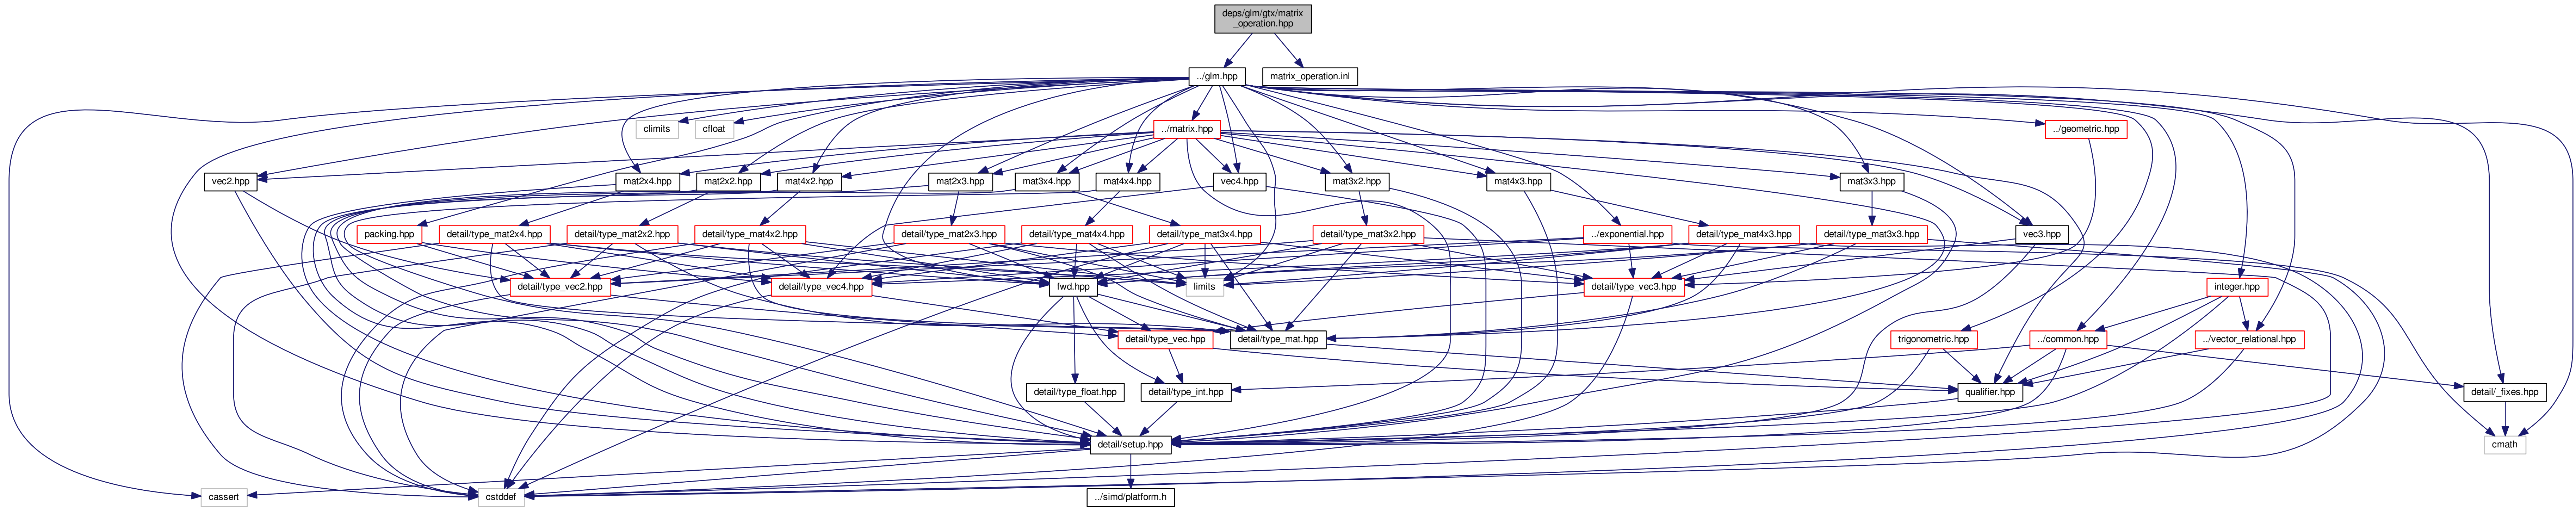 deps/glm/gtx/matrix
_operation.hpp
../glm.hpp
matrix_operation.inl
climits
cfloat
../matrix.hpp
../geometric.hpp
vec2.hpp
mat2x4.hpp
mat2x2.hpp
mat4x2.hpp
mat2x3.hpp
mat3x4.hpp
mat4x4.hpp
vec4.hpp
mat3x2.hpp
mat4x3.hpp
mat3x3.hpp
packing.hpp
detail/type_mat2x4.hpp
detail/type_mat2x2.hpp
detail/type_mat4x2.hpp
detail/type_mat2x3.hpp
detail/type_mat4x4.hpp
detail/type_mat3x4.hpp
detail/type_mat3x2.hpp
../exponential.hpp
detail/type_mat4x3.hpp
detail/type_mat3x3.hpp
vec3.hpp
detail/type_vec2.hpp
detail/type_vec4.hpp
fwd.hpp
limits
detail/type_vec3.hpp
integer.hpp
detail/type_vec.hpp
detail/type_mat.hpp
trigonometric.hpp
../common.hpp
../vector_relational.hpp
detail/type_float.hpp
detail/type_int.hpp
qualifier.hpp
detail/_fixes.hpp
detail/setup.hpp
cmath
cassert
cstddef
../simd/platform.h